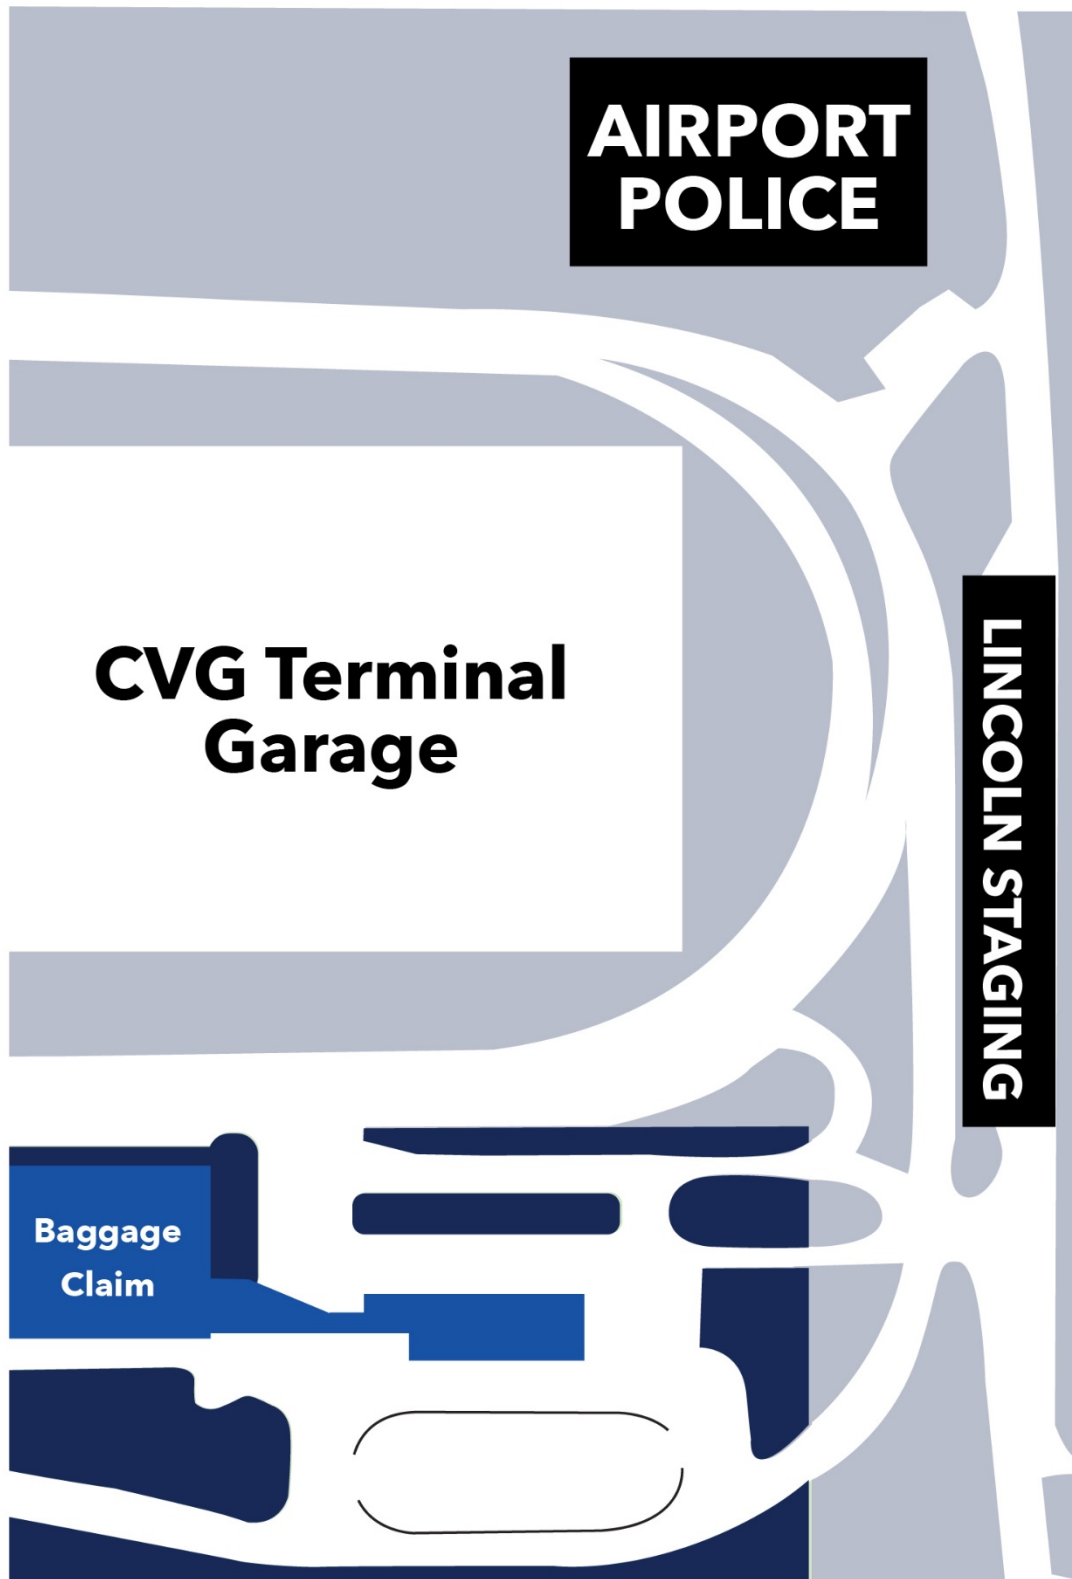 AIRPORT
POLICE
CVG Terminal
Garage
LINCOLN STAGING
Baggage
Claim